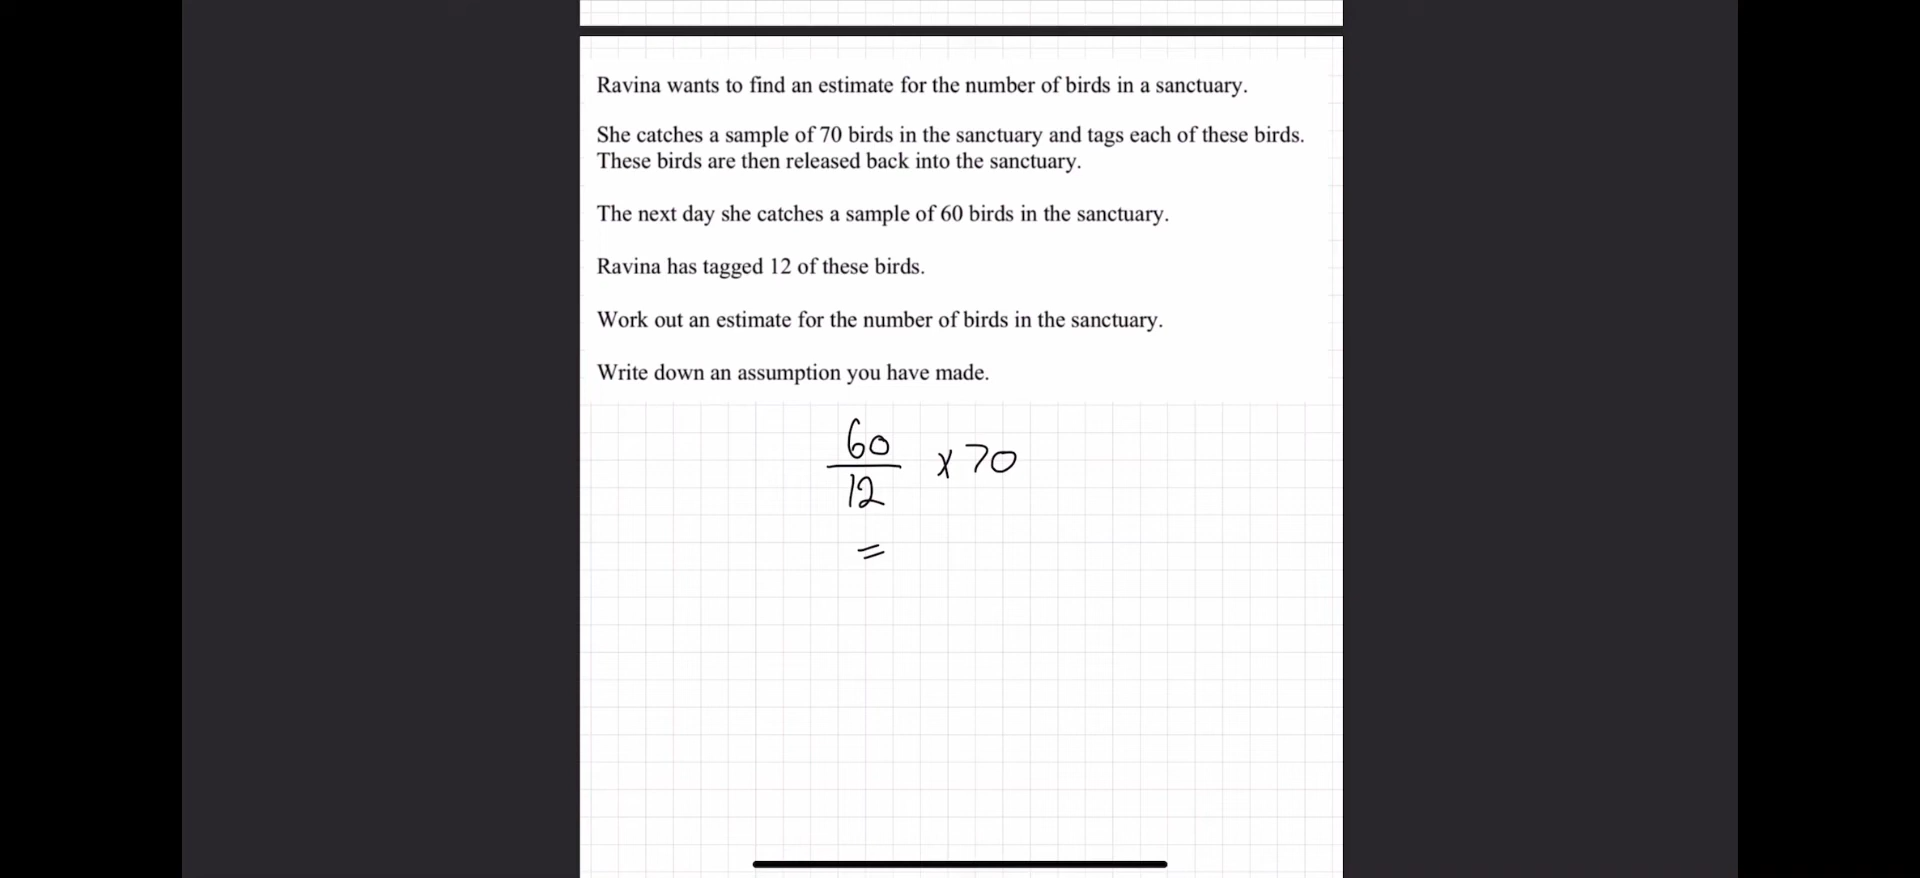 Ravina wants to find an estimate for the number of birds in a sanctuary.
She catches a sample of 70 birds in the sanctuary and tags each of these birds.
These birds are then released back into the sanctuary.
The next day she catches a sample of 60 birds in the sanctuary.
Ravina has tagged 12 of these birds.
Work out an estimate for the number of birds in the sanctuary.
Write down an assumption you have made.
60
x 70
12
=